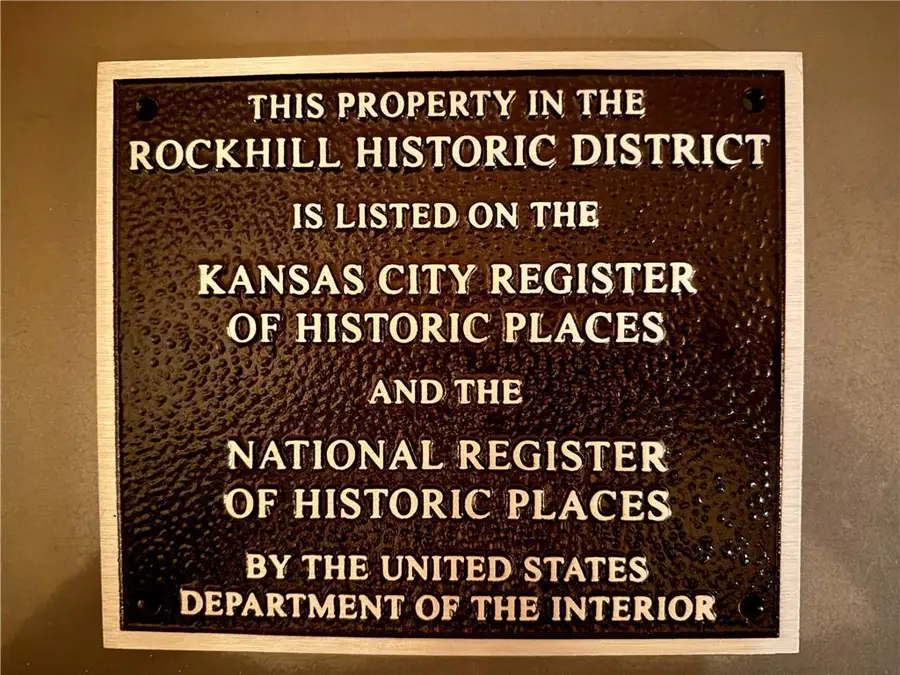 THIS PROPERTY IN THE
ROCKHILL HISTORIC DISTRICT
IS LISTED ON THE
KANSAS CITY REGISTER
OF HISTORIC PLACES
AND THE
NATIONAL REGISTER
OF HISTORIC PLACES
BY THE UNITED STATES
DEPARTMENT OF THE INTERIOR